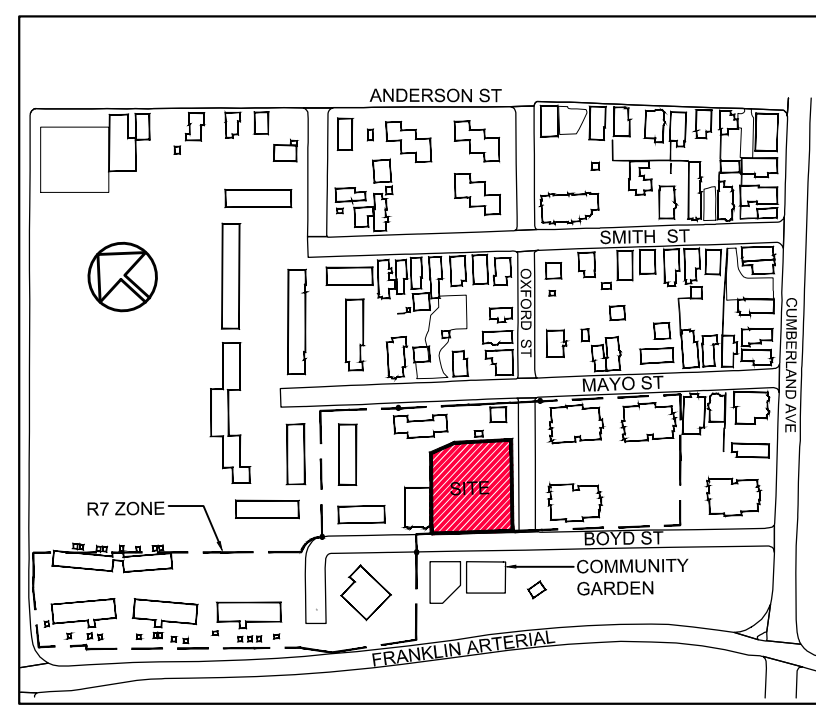 ANDERSON ST
SMITH ST
OXFORD ST
CUMBERLAND AVE
MAYO ST
SITE
R7 ZONE
BOYD ST
COMMUNITY
GARDEN
FRANKLIN ARTERIAL